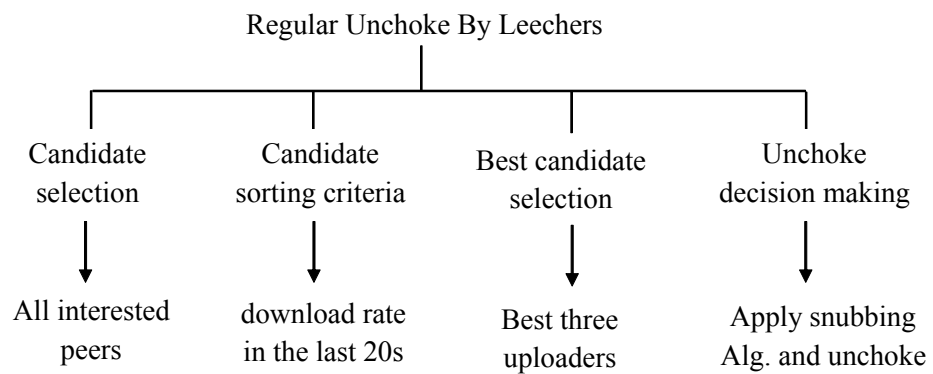 Regular Unchoke By Leechers
Candidate
selection
Candidate
sorting criteria
Best candidate
selection
Unchoke
decision making
All interested
peers
download rate
in the last 20s
Best three
uploaders
Apply snubbing
Alg. and unchoke